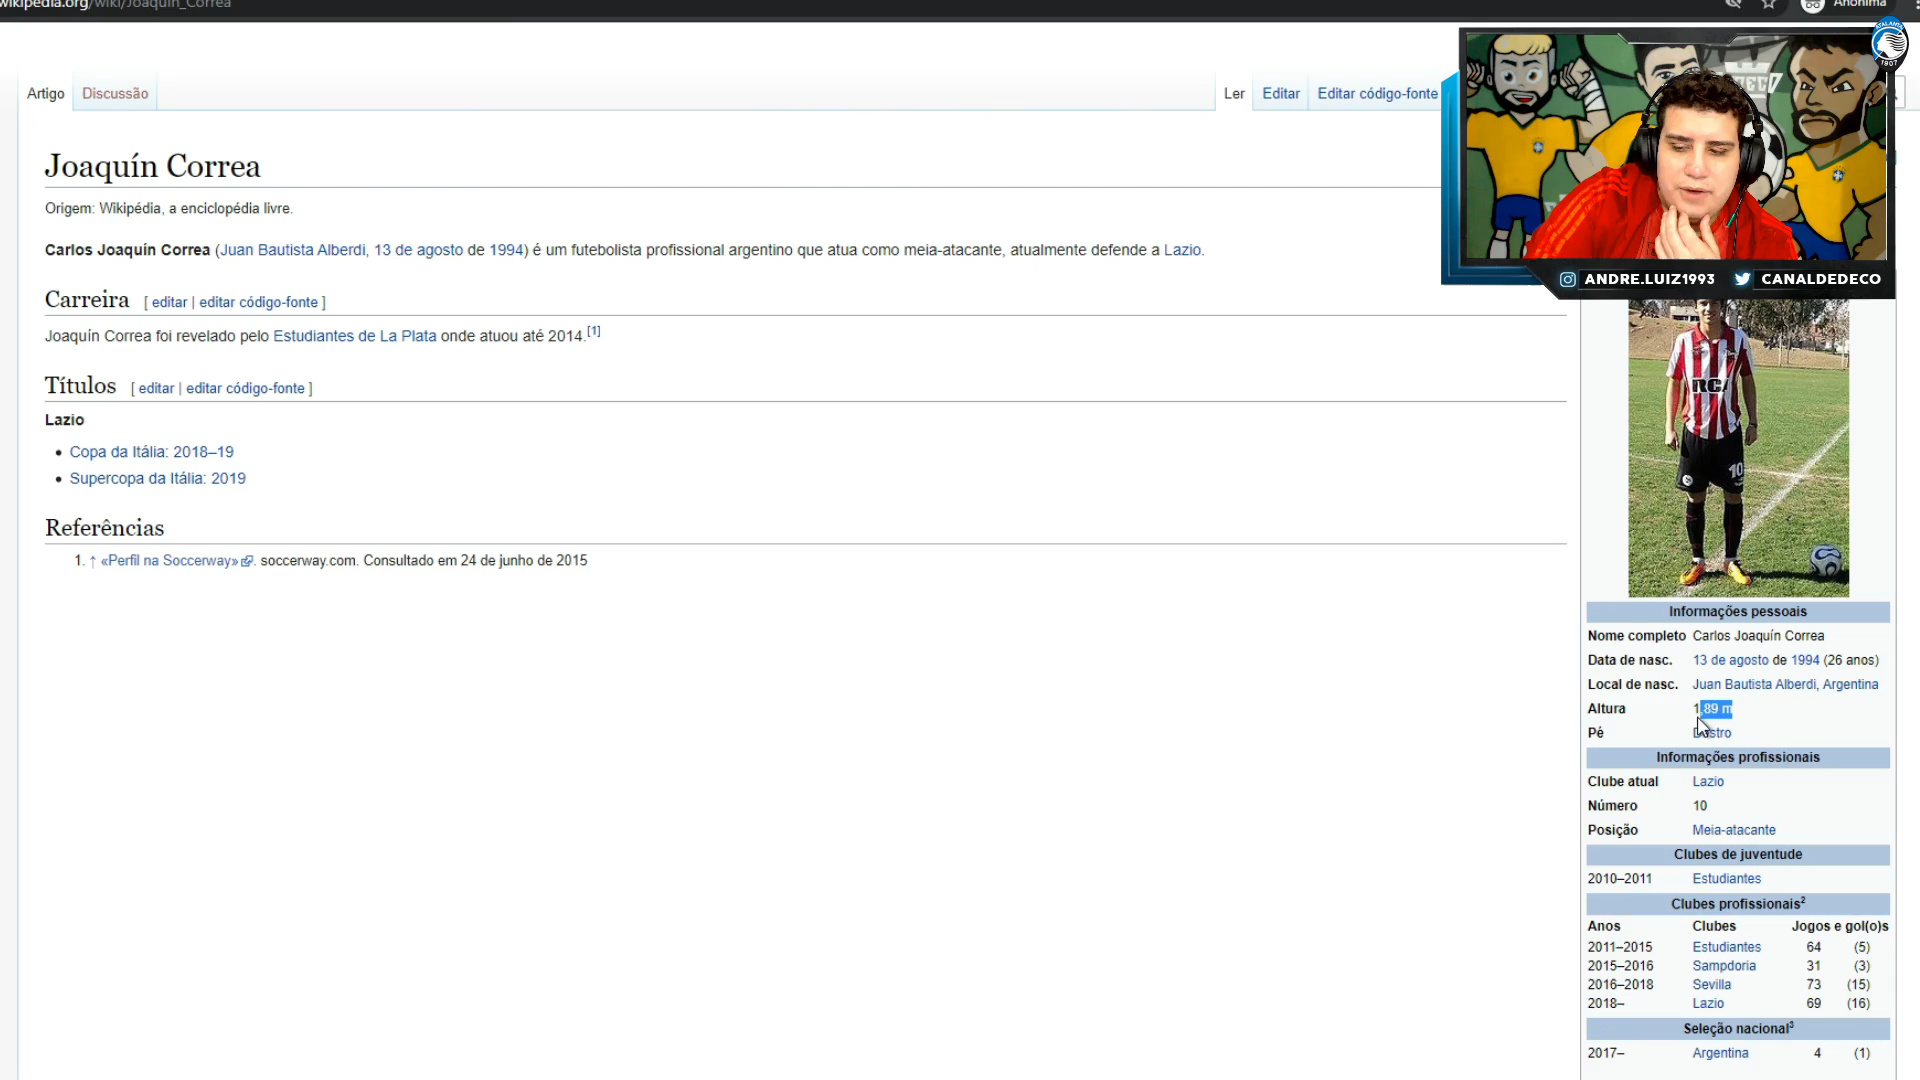 wikipedia.org/wiki/Joaquín_Correa
Anônima
Artigo Discussão Ler Editar Editar código-fonte
ATALANTA
1907
Joaquín Correa
Origem: Wikipédia, a enciclopédia livre.
Carlos Joaquín Correa (Juan Bautista Alberdi, 13 de agosto de 1994) é um futebolista profissional argentino que atua como meia-atacante, atualmente defende a Lazio.
ANDRE.LUIZ1993 CANALDEDECO
Carreira [ editar | editar código-fonte ]
Joaquín Correa foi revelado pelo Estudiantes de La Plata onde atuou até 2014.[1]
Títulos [ editar | editar código-fonte ]
Lazio
• Copa da Itália: 2018–19
• Supercopa da Itália: 2019
Referências
1. ↑ «Perfil na Soccerway». soccerway.com. Consultado em 24 de junho de 2015
RCA
10
Informações pessoais
Nome completo Carlos Joaquín Correa
Data de nasc. 13 de agosto de 1994 (26 anos)
Local de nasc. Juan Bautista Alberdi, Argentina
Altura 1,89 m
Pé Destro
Informações profissionais
Clube atual Lazio
Número 10
Posição Meia-atacante
Clubes de juventude
2010–2011 Estudiantes
Clubes profissionais2
Anos Clubes Jogos e gol(o)s
2011–2015 Estudiantes 64 (5)
2015–2016 Sampdoria 31 (3)
2016–2018 Sevilla 73 (15)
2018– Lazio 69 (16)
Seleção nacional3
2017– Argentina 4 (1)